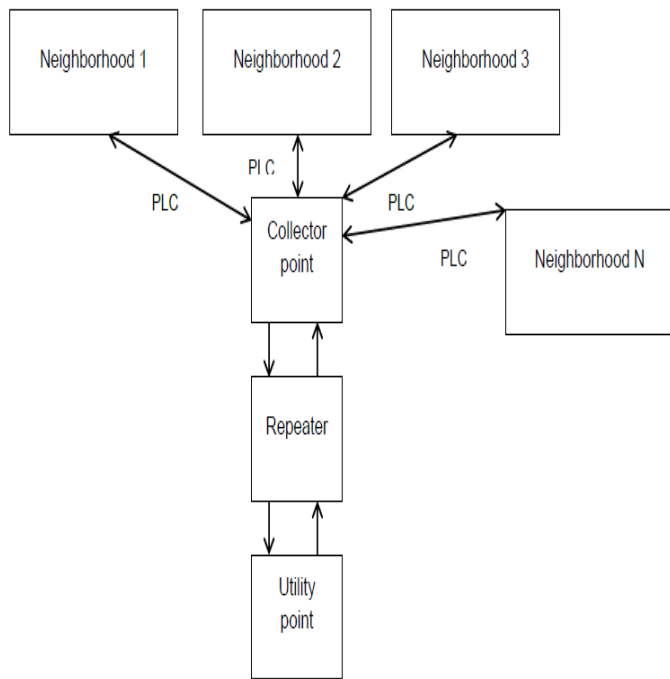 Neighborhood 1
Neighborhood 2
Neighborhood 3
PLC
PLC
PLC
PLC
Neighborhood N
Collector
point
Repeater
Utility
point